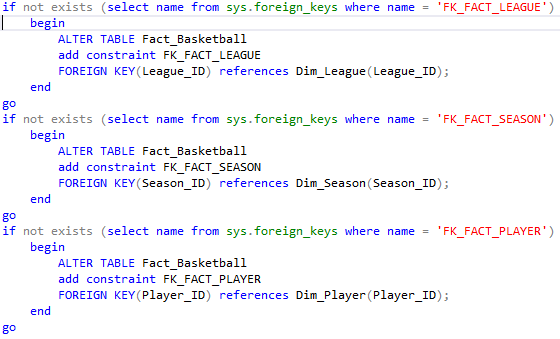 if not exists (select name from sys.foreign_keys where name = 'FK_FACT_LEAGUE')
begin
ALTER TABLE Fact_Basketball
add constraint FK_FACT_LEAGUE
FOREIGN KEY(League_ID) references Dim_League(League_ID);
end
go
if not exists (select name from sys.foreign_keys where name = 'FK_FACT_SEASON')
begin
ALTER TABLE Fact_Basketball
add constraint FK_FACT_SEASON
FOREIGN KEY(Season_ID) references Dim_Season(Season_ID);
end
go
if not exists (select name from sys.foreign_keys where name = 'FK_FACT_PLAYER')
begin
ALTER TABLE Fact_Basketball
add constraint FK_FACT_PLAYER
FOREIGN KEY(Player_ID) references Dim_Player(Player_ID);
end
go